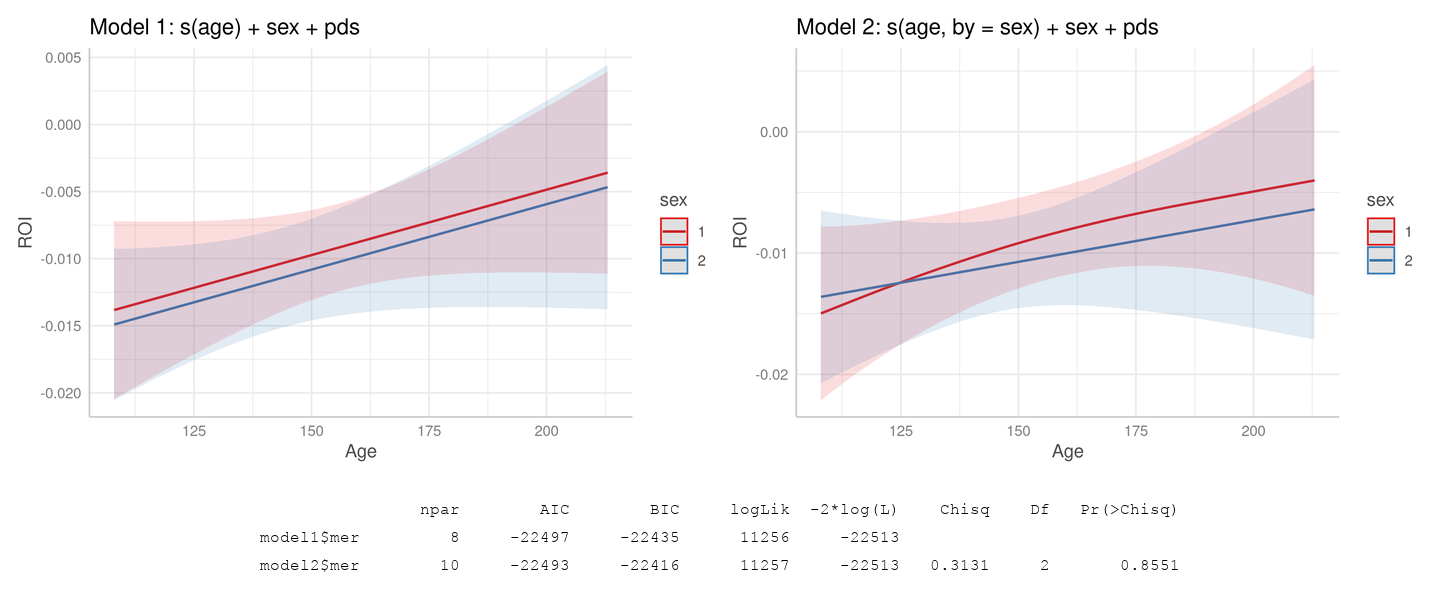 Model 1: s(age) + sex + pds
0.005
0.000
-0.005
-0.010
-0.015
-0.020
ROI
125 150 175 200
Age
sex
1
2
Model 2: s(age, by = sex) + sex + pds
0.00
-0.01
-0.02
ROI
125 150 175 200
Age
sex
1
2
npar AIC BIC logLik -2*log(L) Chisq Df Pr(>Chisq)
model1$mer 8 -22497 -22435 11256 -22513
model2$mer 10 -22493 -22416 11257 -22513 0.3131 2 0.8551